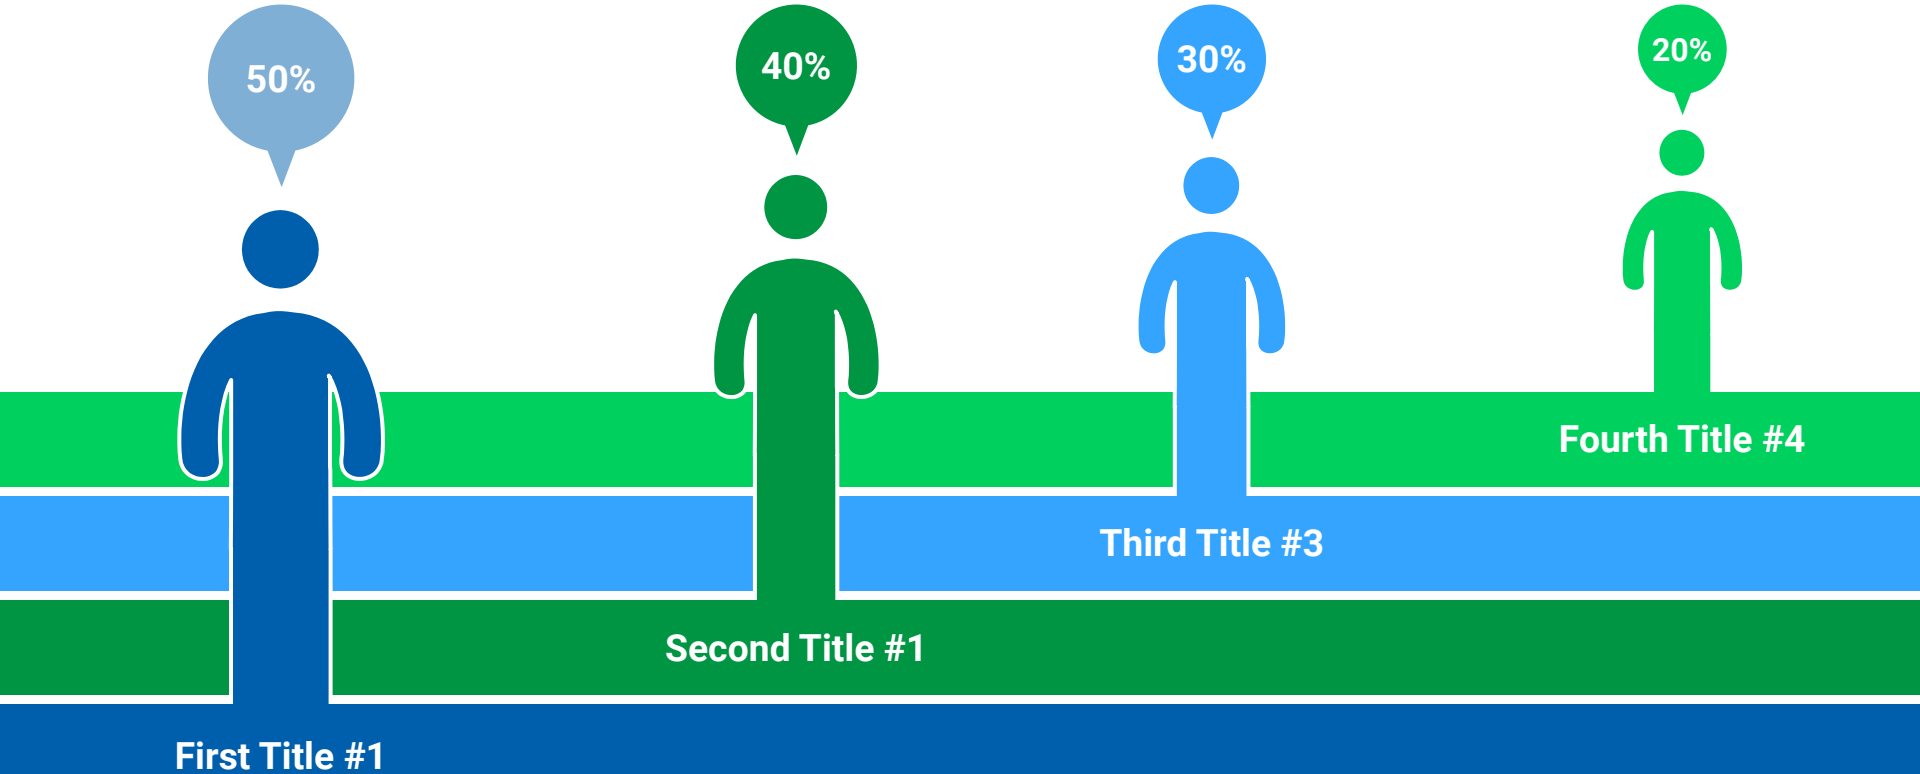 50%
40%
30%
20%
Fourth Title #4
Third Title #3
Second Title #1
First Title #1